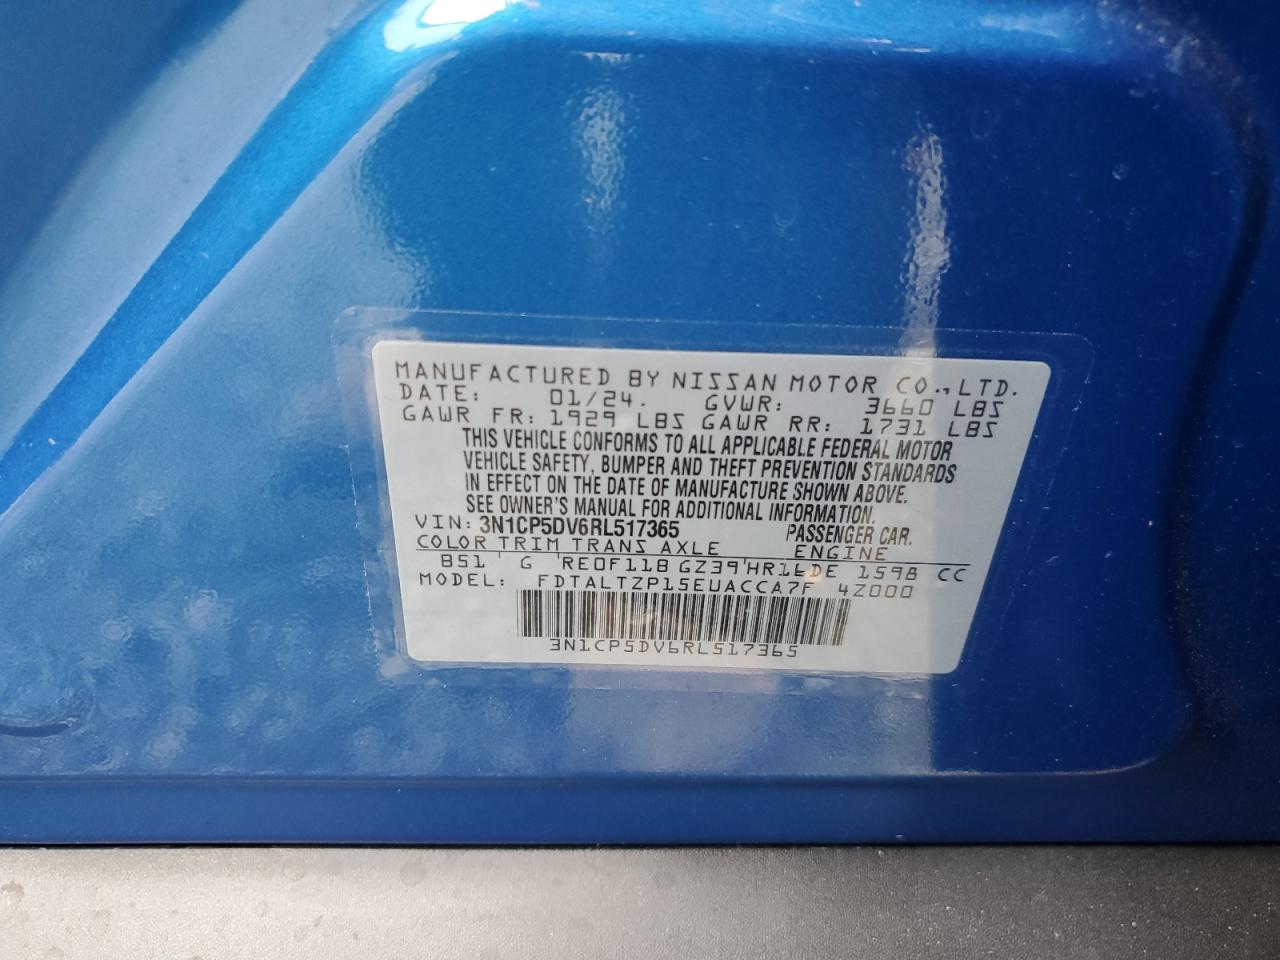 MANUFACTURED BY NISSAN MOTOR CO., LTD.
DATE: 01/24. GVWR: 3660 LBS
GAWR FR: 1929 LBS GAWR RR: 1731 LBS
THIS VEHICLE CONFORMS TO ALL APPLICABLE FEDERAL MOTOR
VEHICLE SAFETY, BUMPER AND THEFT PREVENTION STANDARDS
IN EFFECT ON THE DATE OF MANUFACTURE SHOWN ABOVE.
SEE OWNER'S MANUAL FOR ADDITIONAL INFORMATION.
VIN: 3N1CP5DV6RL517365 PASSENGER CAR.
COLOR TRIM TRANS AXLE ENGINE
B51 ' G ' RE0F11B GZ39 ' HR16DE 1598 CC
MODEL: FDTALTZP15EUACCA7F 4Z000
3N1CP5DV6RL517365